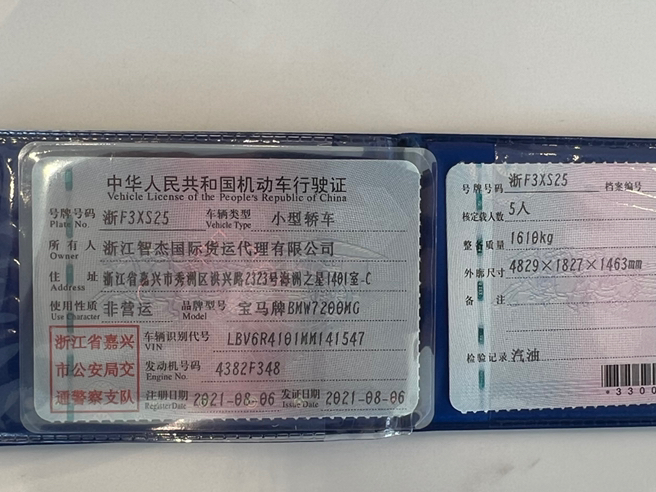 中华人民共和国机动车行驶证
Vehicle License of the People's Republic of China
号牌号码 浙F3XS25 车辆类型 小型轿车
Plate No. Vehicle Type
所有人 浙江智杰国际货运代理有限公司
Owner
住址 浙江省嘉兴市秀洲区洪兴路2323号海洲之星1401室-C
Address
使用性质 非营运 品牌型号 宝马牌BMW7200MG
Use Character Model
浙江省嘉兴
市公安局交
通警察支队
车辆识别代号 LBV6R4101MM141547
VIN
发动机号码 4382F348
Engine No.
注册日期 2021-08-06 发证日期 2021-08-06
Register Date Issue Date
号牌号码 浙F3XS25 档案编号
核定载人数 5人
整备质量 1610kg
外廓尺寸 4829×1827×1463mm
备注
检验记录 汽油
*3300